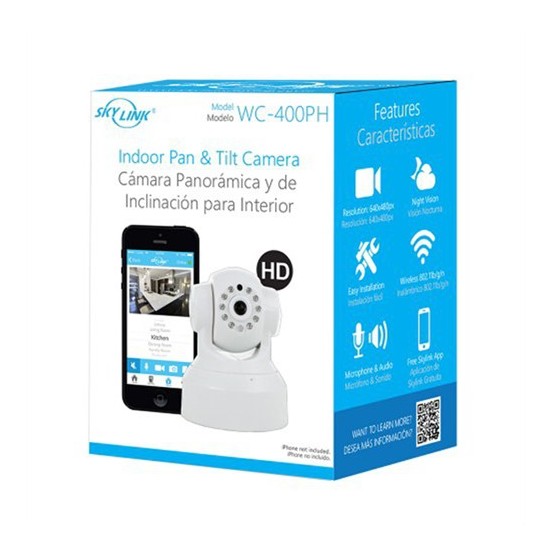 SKYLINK®
Model
Modelo WC-400PH
Indoor Pan & Tilt Camera
Cámara Panorámica y de
Inclinación para Interior
HD
SKYLINK
Kitchen
iPhone not included.
iPhone no incluido.
Features
Características
Resolution: 640x480px
Resolución: 640x480px
Night Vision
Visión Nocturna
Easy Installation
Instalación fácil
Wireless 802.11b/g/n
Inalámbrico 802.11b/g/n
Microphone & Audio
Micrófono & Sonido
Free Skylink App
Aplicación de
Skylink Gratuita
WANT TO LEARN MORE?
DESEA MÁS INFORMACIÓN?